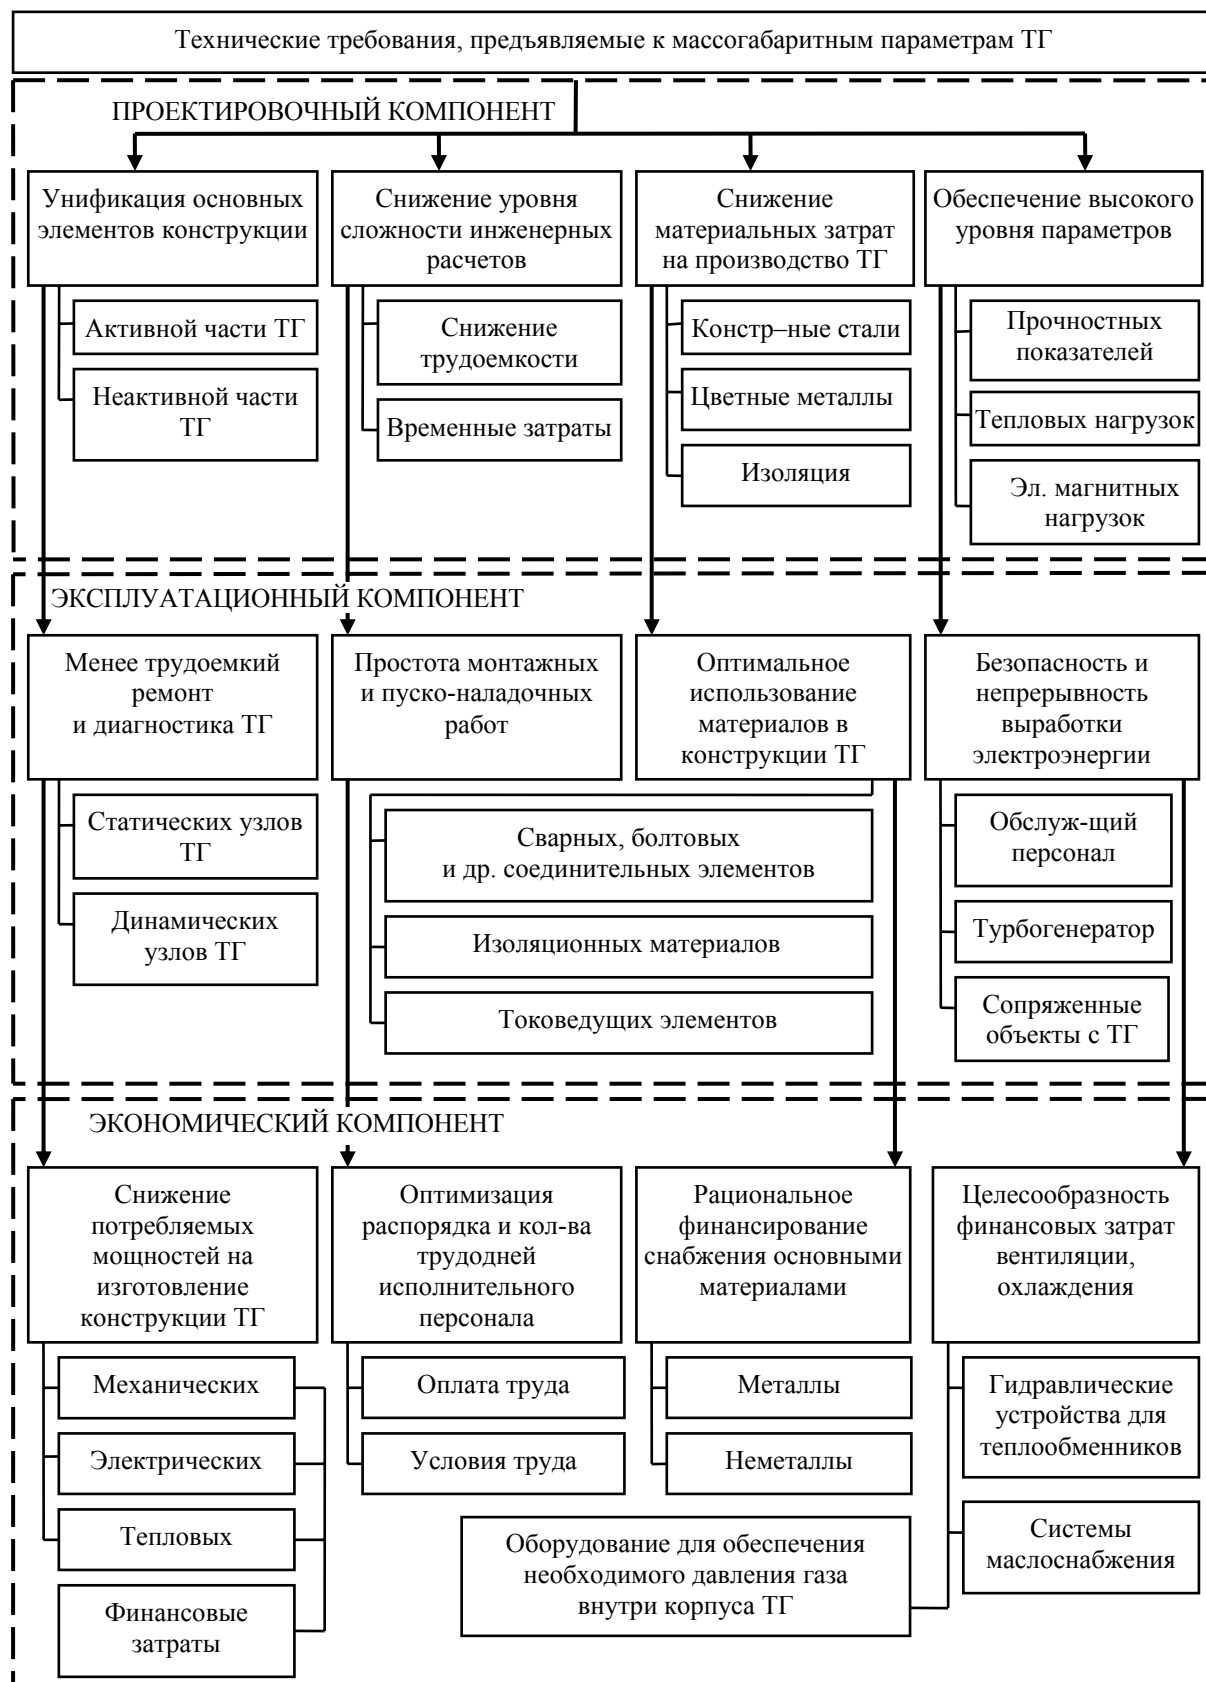 Технические требования, предъявляемые к массогабаритным параметрам ТГ
ПРОЕКТИРОВОЧНЫЙ КОМПОНЕНТ
Унификация основных
элементов конструкции
Активной части ТГ
Неактивной части
ТГ
Снижение уровня
сложности инженерных
расчетов
Снижение
трудоемкости
Временные затраты
Снижение
материальных затрат
на производство ТГ
Констр–ные стали
Цветные металлы
Изоляция
Обеспечение высокого
уровня параметров
Прочностных
показателей
Тепловых нагрузок
Эл. магнитных
нагрузок
ЭКСПЛУАТАЦИОННЫЙ КОМПОНЕНТ
Менее трудоемкий
ремонт
и диагностика ТГ
Статических узлов
ТГ
Динамических
узлов ТГ
Простота монтажных
и пуско-наладочных
работ
Оптимальное
использование
материалов в
конструкции ТГ
Сварных, болтовых
и др. соединительных элементов
Изоляционных материалов
Токоведущих элементов
Безопасность и
непрерывность
выработки
электроэнергии
Обслуж-щий
персонал
Турбогенератор
Сопряженные
объекты с ТГ
ЭКОНОМИЧЕСКИЙ КОМПОНЕНТ
Снижение
потребляемых
мощностей на
изготовление
конструкции ТГ
Механических
Электрических
Тепловых
Финансовые
затраты
Оптимизация
распорядка и кол-ва
трудодней
исполнительного
персонала
Оплата труда
Условия труда
Рациональное
финансирование
снабжения основными
материалами
Металлы
Неметаллы
Целесообразность
финансовых затрат
вентиляции,
охлаждения
Гидравлические
устройства для
теплообменников
Системы
маслоснабжения
Оборудование для обеспечения
необходимого давления газа
внутри корпуса ТГ